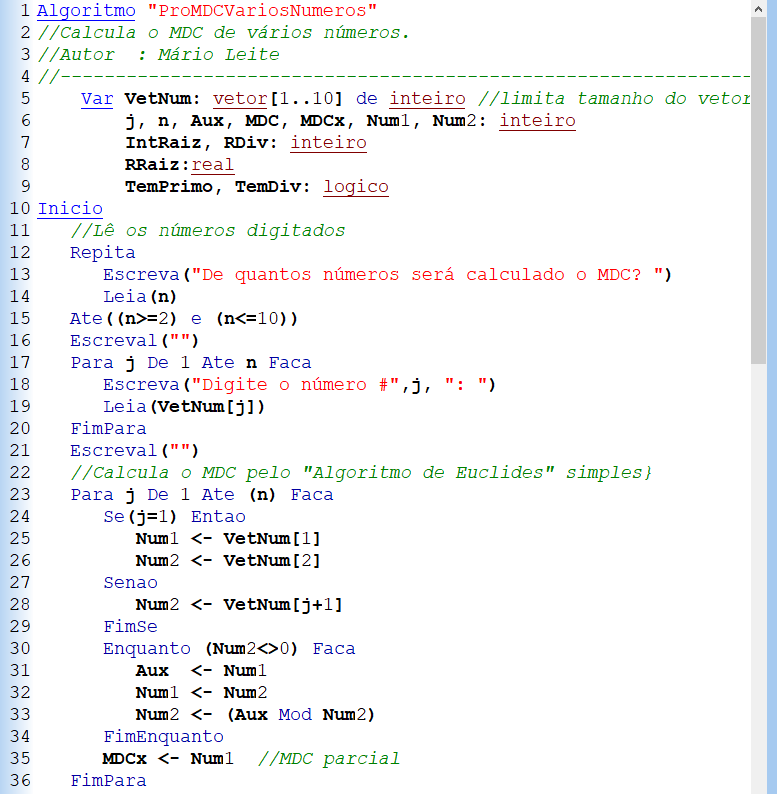 1 Algoritmo "ProMDCVariosNumeros"
2 //Calcula o MDC de vários números.
3 //Autor  : Mário Leite
4 //----------------------------------------------------------------
5     Var VetNum: vetor[1..10] de inteiro //limita tamanho do vetor
6         j, n, Aux, MDC, MDCx, Num1, Num2: inteiro
7         IntRaiz, RDiv: inteiro
8         RRaiz:real
9         TemPrimo, TemDiv: logico
10 Inicio
11    //Lê os números digitados
12    Repita
13       Escreva("De quantos números será calculado o MDC? ")
14       Leia(n)
15    Ate((n>=2) e (n<=10))
16    Escreval("")
17    Para j De 1 Ate n Faca
18       Escreva("Digite o número #",j, ": ")
19       Leia(VetNum[j])
20    FimPara
21    Escreval("")
22    //Calcula o MDC pelo "Algoritmo de Euclides" simples}
23    Para j De 1 Ate (n) Faca
24       Se(j=1) Entao
25          Num1 <- VetNum[1]
26          Num2 <- VetNum[2]
27       Senao
28          Num2 <- VetNum[j+1]
29       FimSe
30       Enquanto (Num2<>0) Faca
31          Aux  <- Num1
32          Num1 <- Num2
33          Num2 <- (Aux Mod Num2)
34       FimEnquanto
35       MDCx <- Num1  //MDC parcial
36    FimPara